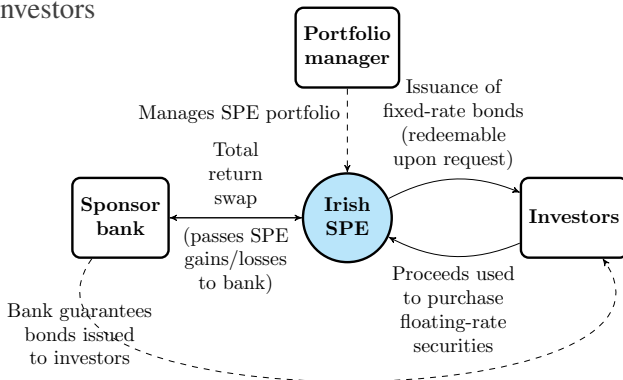 nvestors
Portfolio
manager
Issuance of
fixed-rate bonds
(redeemable
upon request)
Manages SPE portfolio
Total
return
swap
Sponsor
bank
Irish
SPE
Investors
(passes SPE
gains/losses
to bank)
Proceeds used
to purchase
floating-rate
securities
Bank guarantees
bonds issued
to investors